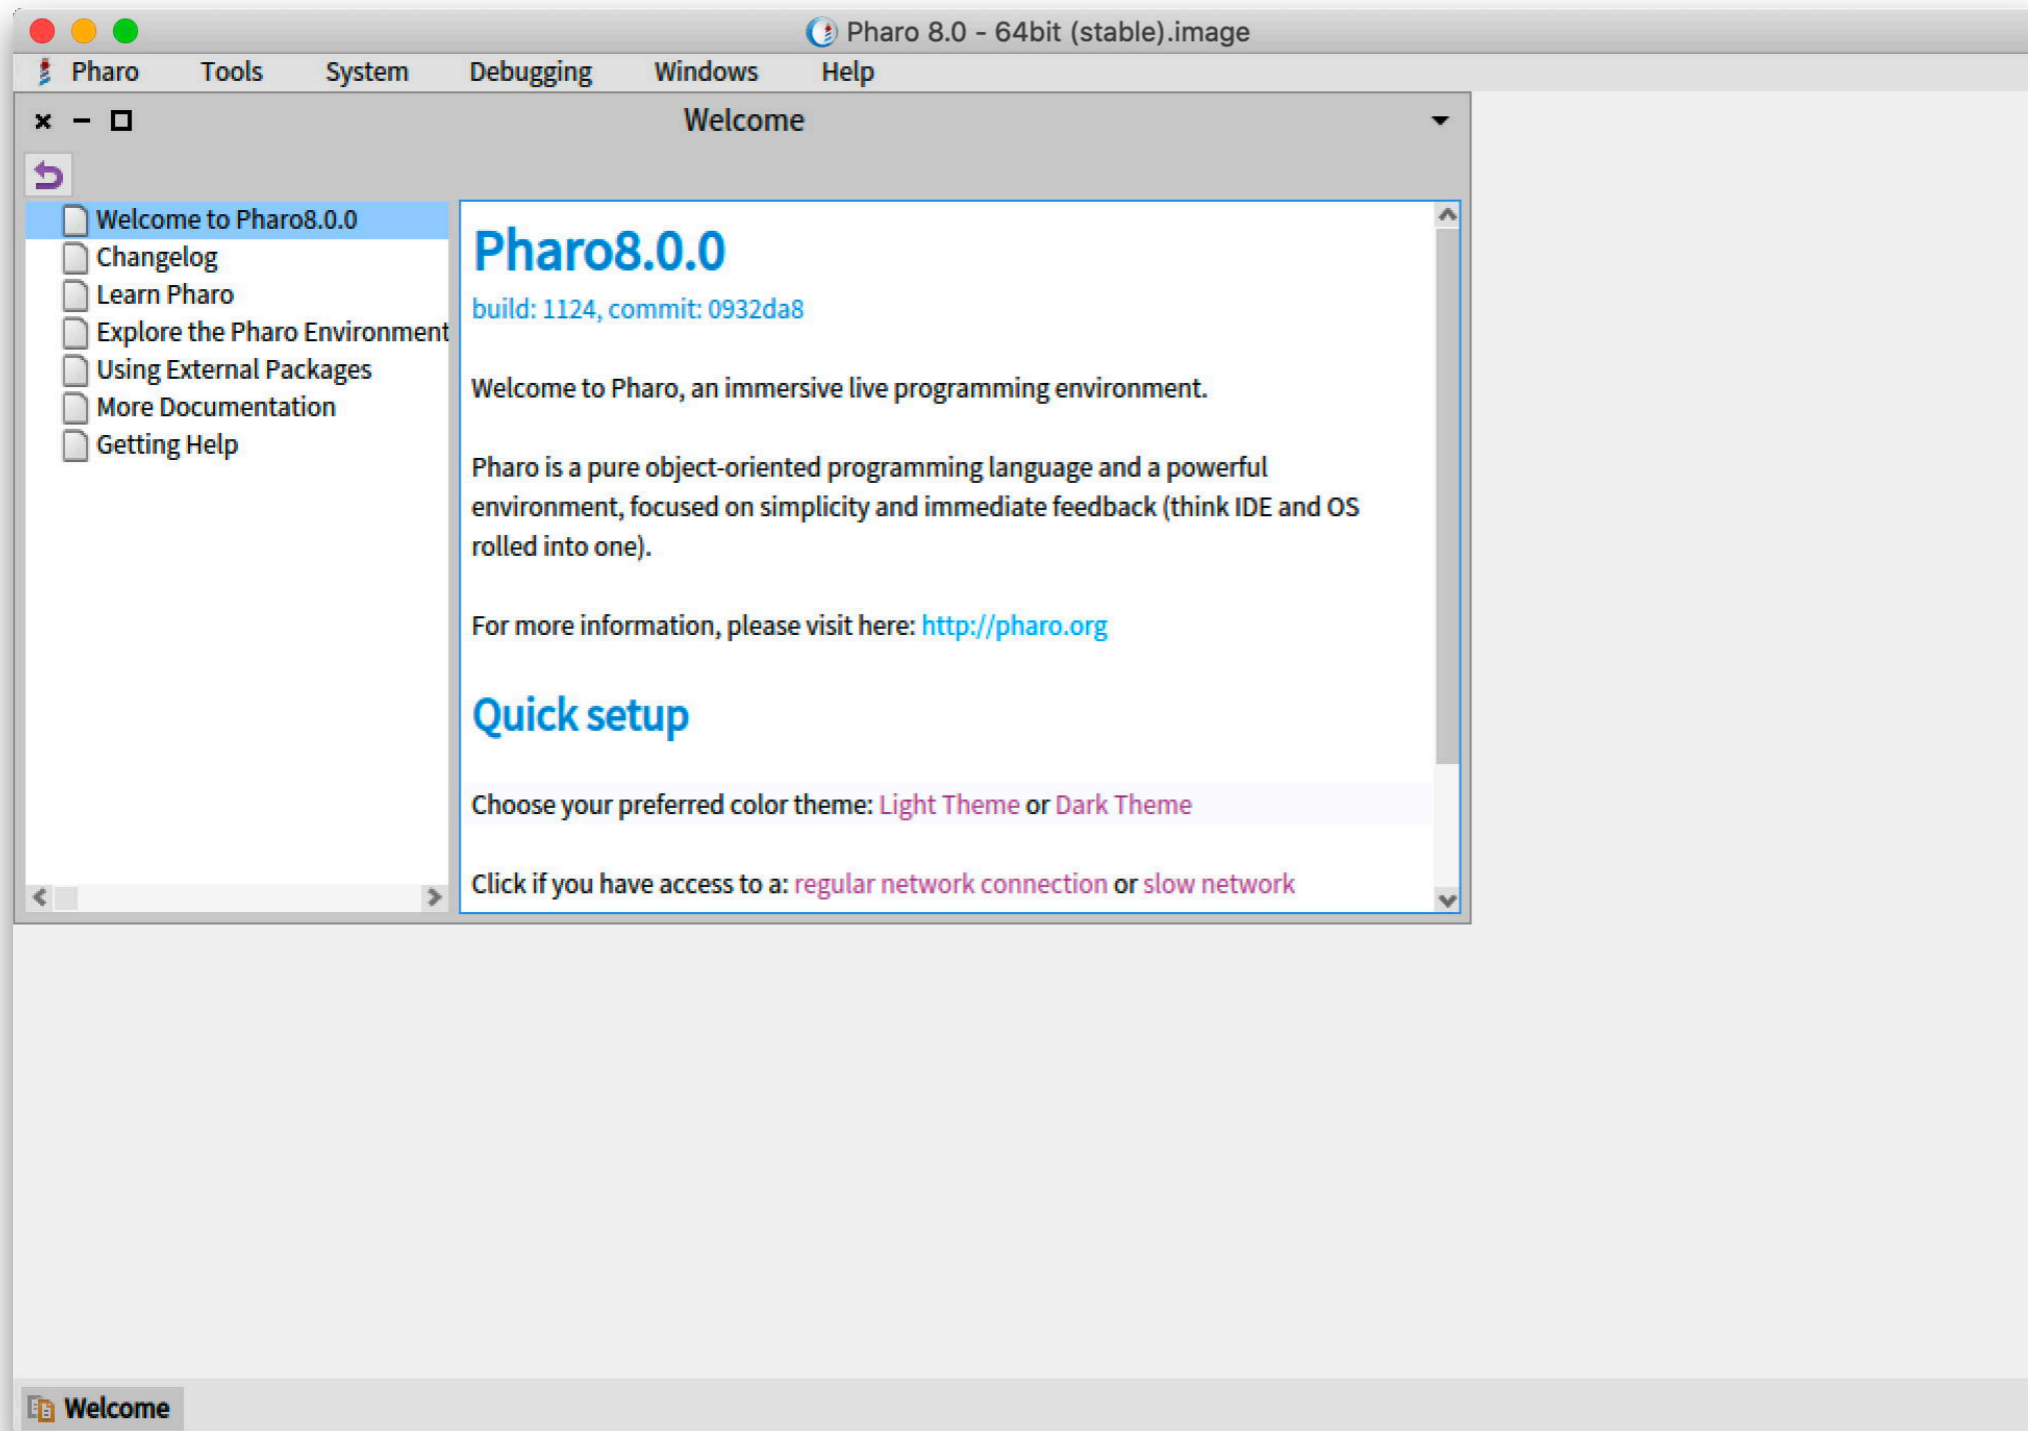 Pharo 8.0 - 64bit (stable).image
Pharo Tools System Debugging Windows Help
Welcome
Welcome to Pharo8.0.0
Changelog
Learn Pharo
Explore the Pharo Environment
Using External Packages
More Documentation
Getting Help
Pharo8.0.0
build: 1124, commit: 0932da8
Welcome to Pharo, an immersive live programming environment.
Pharo is a pure object-oriented programming language and a powerful
environment, focused on simplicity and immediate feedback (think IDE and OS
rolled into one).
For more information, please visit here: http://pharo.org
Quick setup
Choose your preferred color theme: Light Theme or Dark Theme
Click if you have access to a: regular network connection or slow network
Welcome